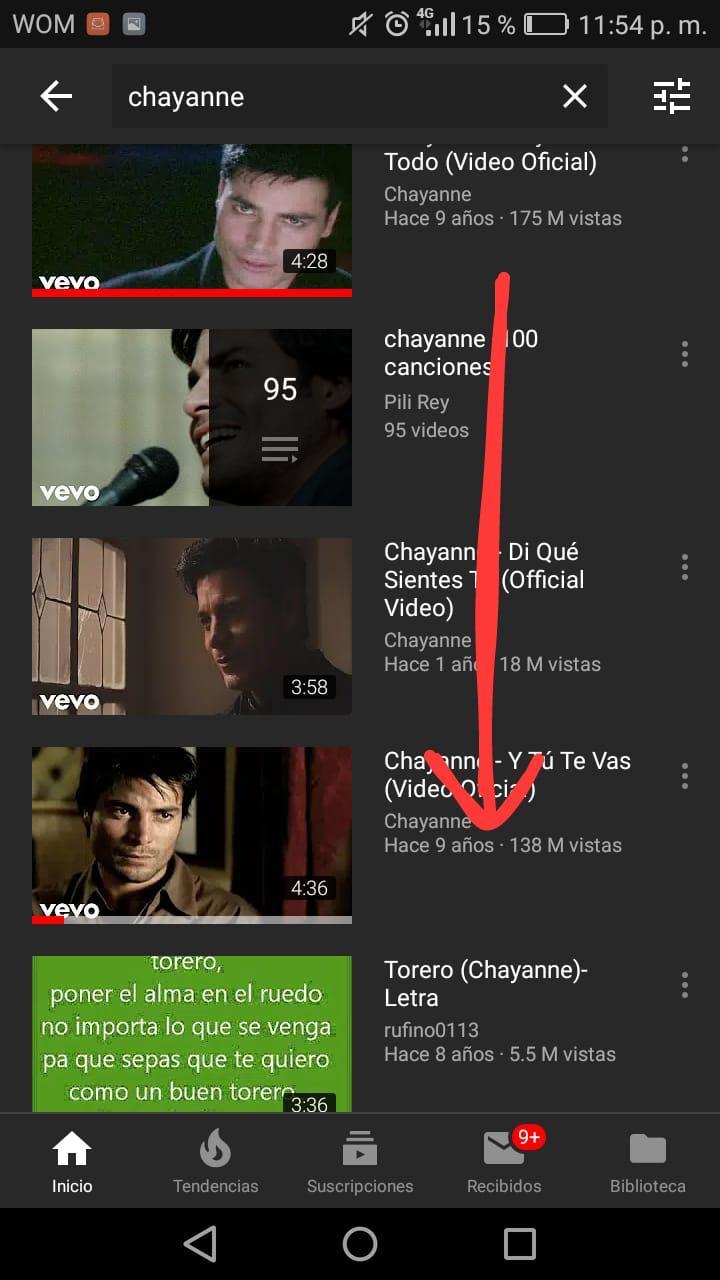 WOM
4G
15 %
11:54 p. m.
chayanne
Todo (Video Oficial)
Chayanne
Hace 9 años · 175 M vistas
4:28
vevo
chayanne 100
canciones
Pili Rey
95 videos
95
vevo
Chayanne - Di Qué
Sientes Tú (Official
Video)
Chayanne
Hace 1 año · 18 M vistas
3:58
vevo
Chayanne - Y Tú Te Vas
(Video Oficial)
Chayanne
Hace 9 años · 138 M vistas
4:36
vevo
torero,
poner el alma en el ruedo
no importa lo que se venga
pa que sepas que te quiero
como un buen torero
3:36
Torero (Chayanne)-
Letra
rufino0113
Hace 8 años · 5.5 M vistas
Inicio
Tendencias
Suscripciones
9+
Recibidos
Biblioteca